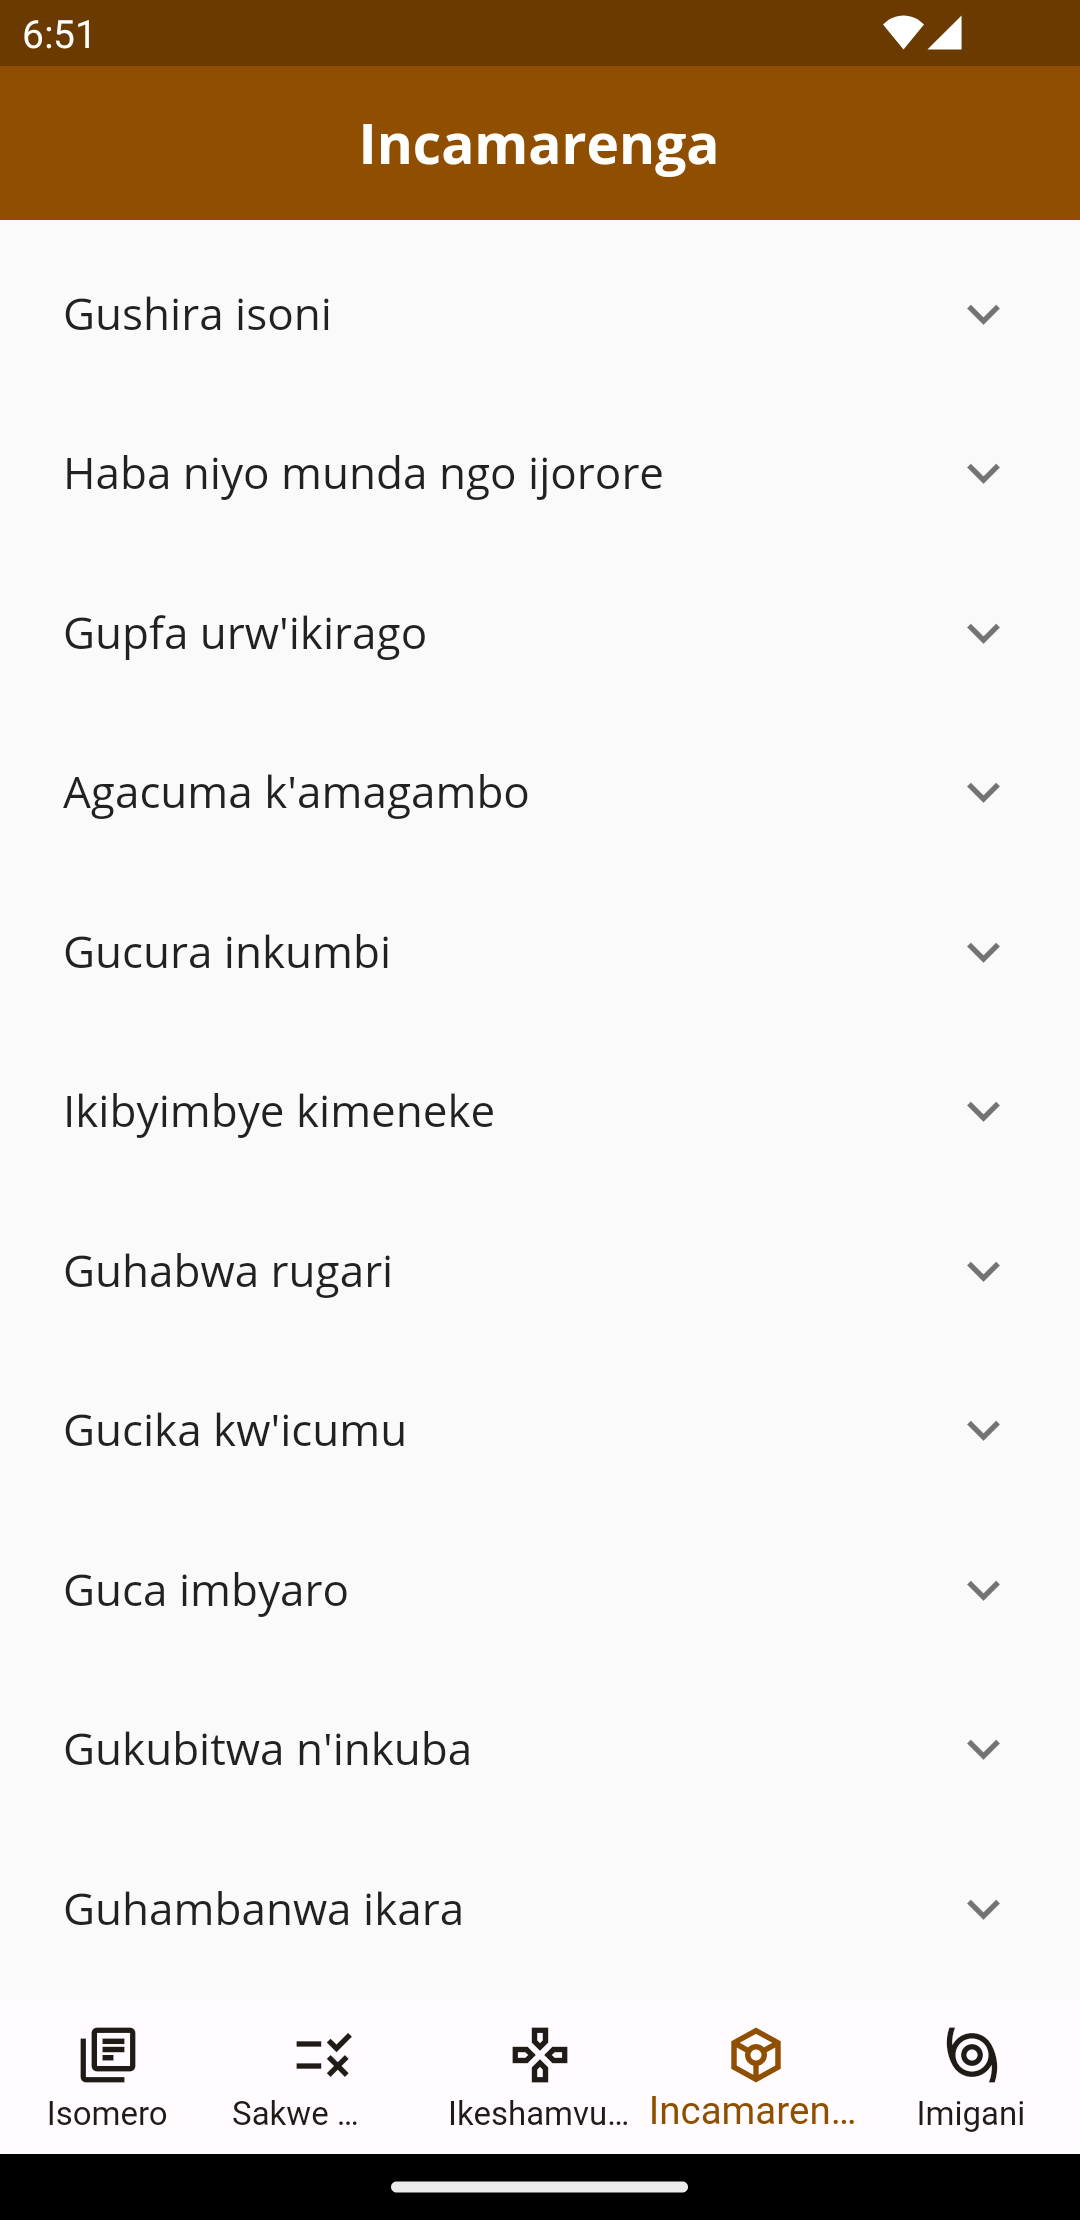 6:51
Incamarenga
Gushira isoni
Haba niyo munda ngo ijorore
Gupfa urw'ikirago
Agacuma k'amagambo
Gucura inkumbi
Ikibyimbye kimeneke
Guhabwa rugari
Gucika kw'icumu
Guca imbyaro
Gukubitwa n'inkuba
Guhambanwa ikara
Isomero
Sakwe ...
Ikeshamvu...
Incamaren...
Imigani